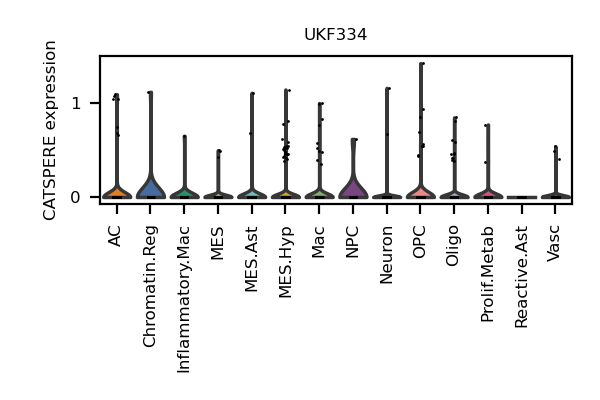 UKF334
CATSPERE expression
1
0
AC
Chromatin.Reg
Inflammatory.Mac
MES
MES.Ast
MES.Hyp
Mac
NPC
Neuron
OPC
Oligo
Prolif.Metab
Reactive.Ast
Vasc